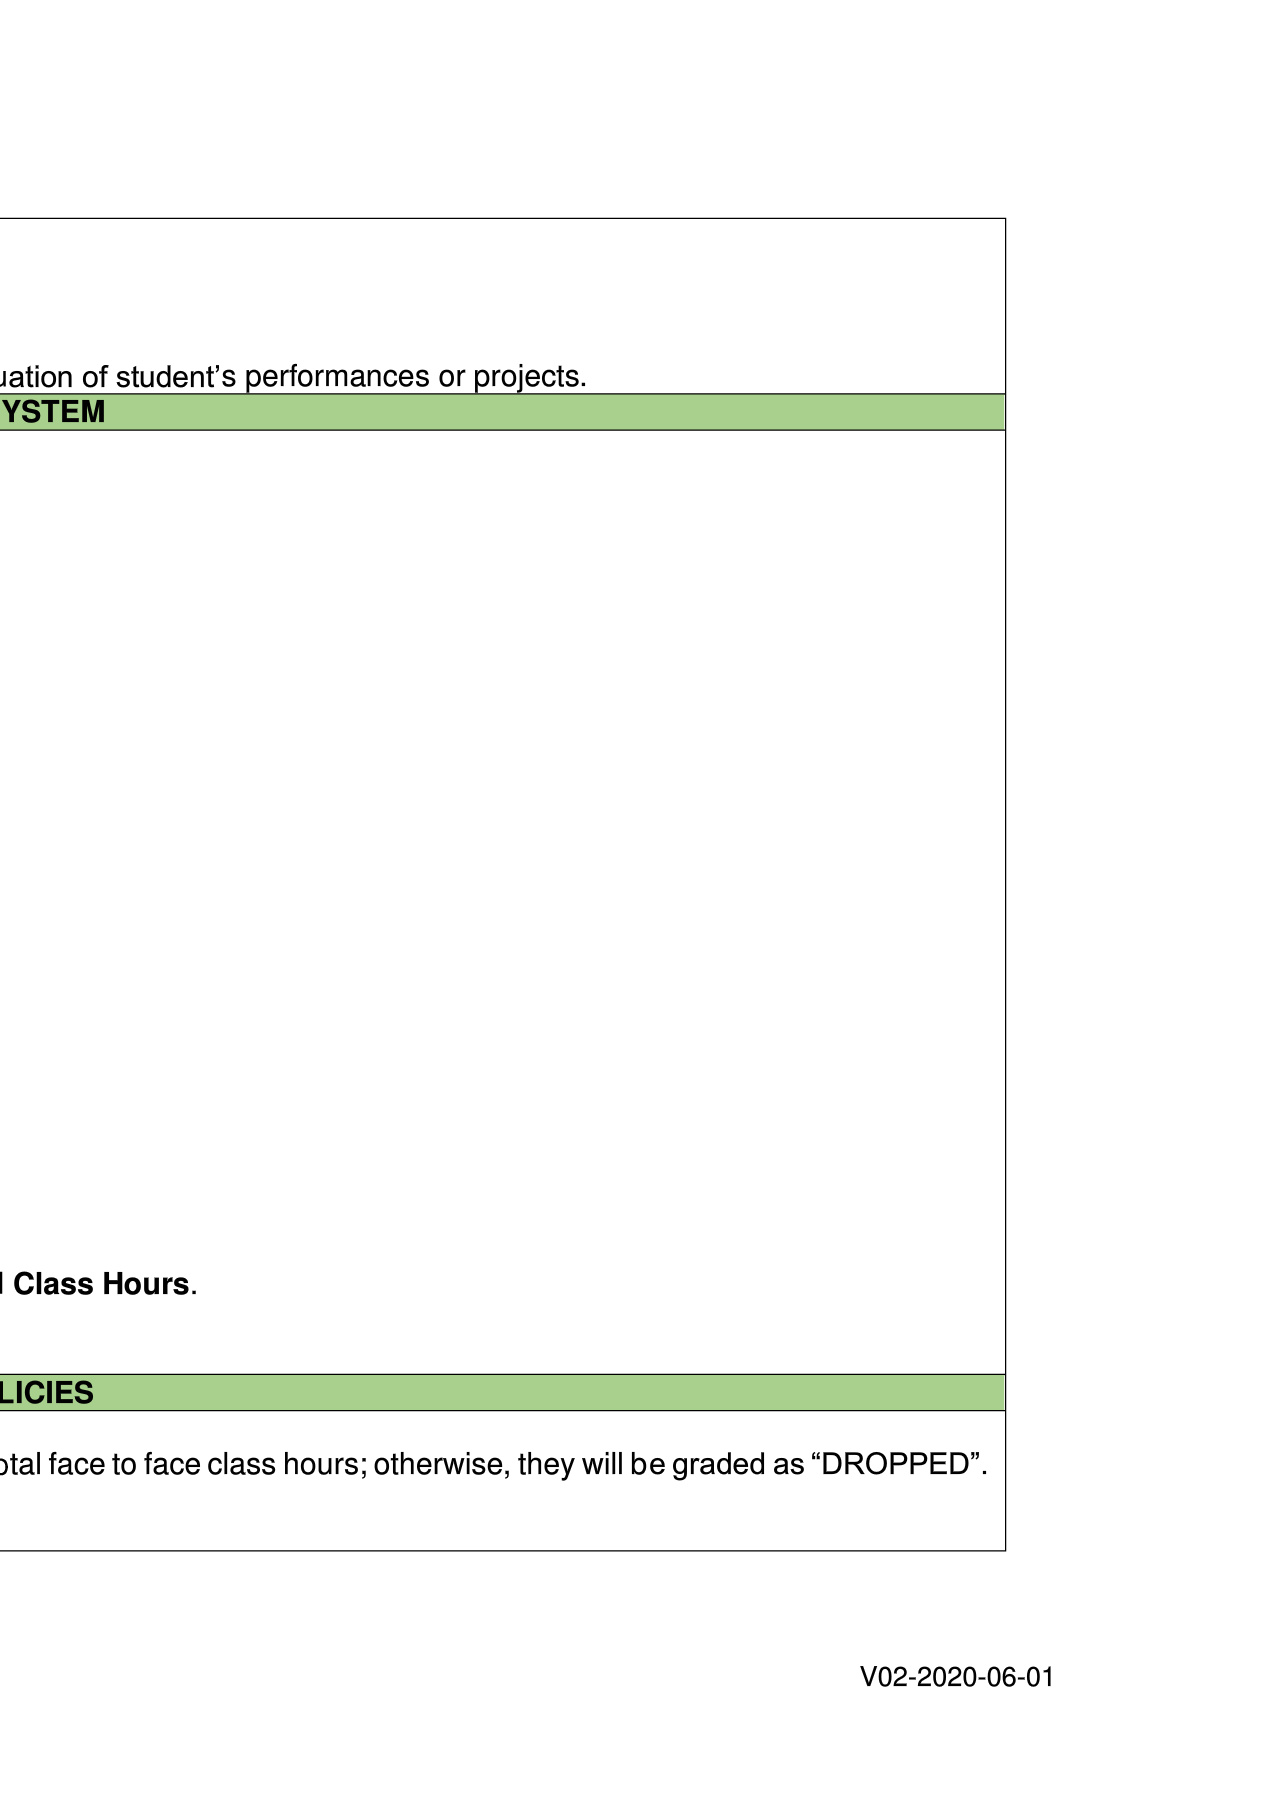 uation of student’s performances or projects.
YSTEM
Class Hours.
LICIES
otal face to face class hours; otherwise, they will be graded as “DROPPED”.
V02-2020-06-01